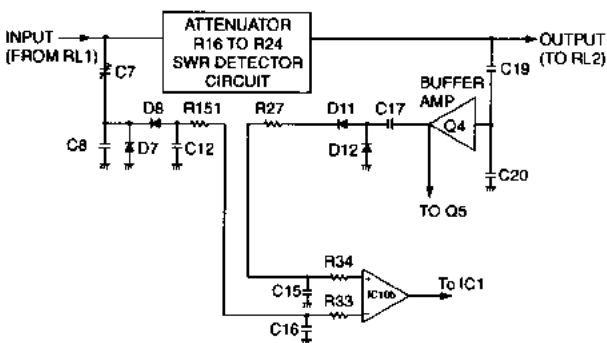 INPUT
(FROM RL1)
ATTENUATOR
R16 TO R24
SWR DETECTOR
CIRCUIT
OUTPUT
(TO RL2)
C7
C19
BUFFER
AMP
D8
R151
R27
D11
C17
Q4
C8
D7
C12
D12
C20
TO Q5
R34
C15
To IC1
R33
C16